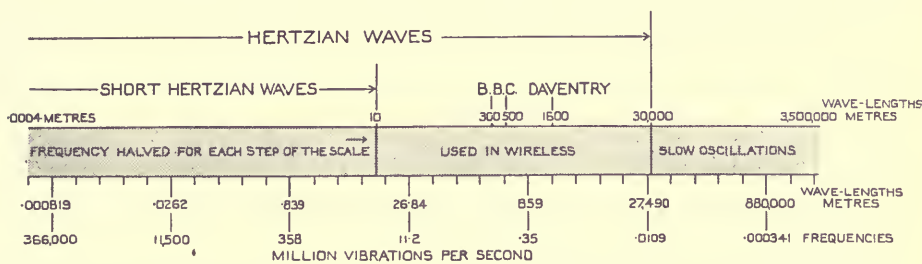 HERTZIAN WAVES
SHORT HERTZIAN WAVES B.B.C. DAVENTRY
·0004 METRES 10 300 500 1600 30,000 3,500,000 WAVE-LENGTHS METRES
FREQUENCY HALVED FOR EACH STEP OF THE SCALE USED IN WIRELESS SLOW OSCILLATIONS
·000819 ·0262 ·839 26·84 859 27,490 880,000 WAVE-LENGTHS METRES
366,000 11,500 358 11·2 ·35 ·0109 ·000341 FREQUENCIES
MILLION VIBRATIONS PER SECOND